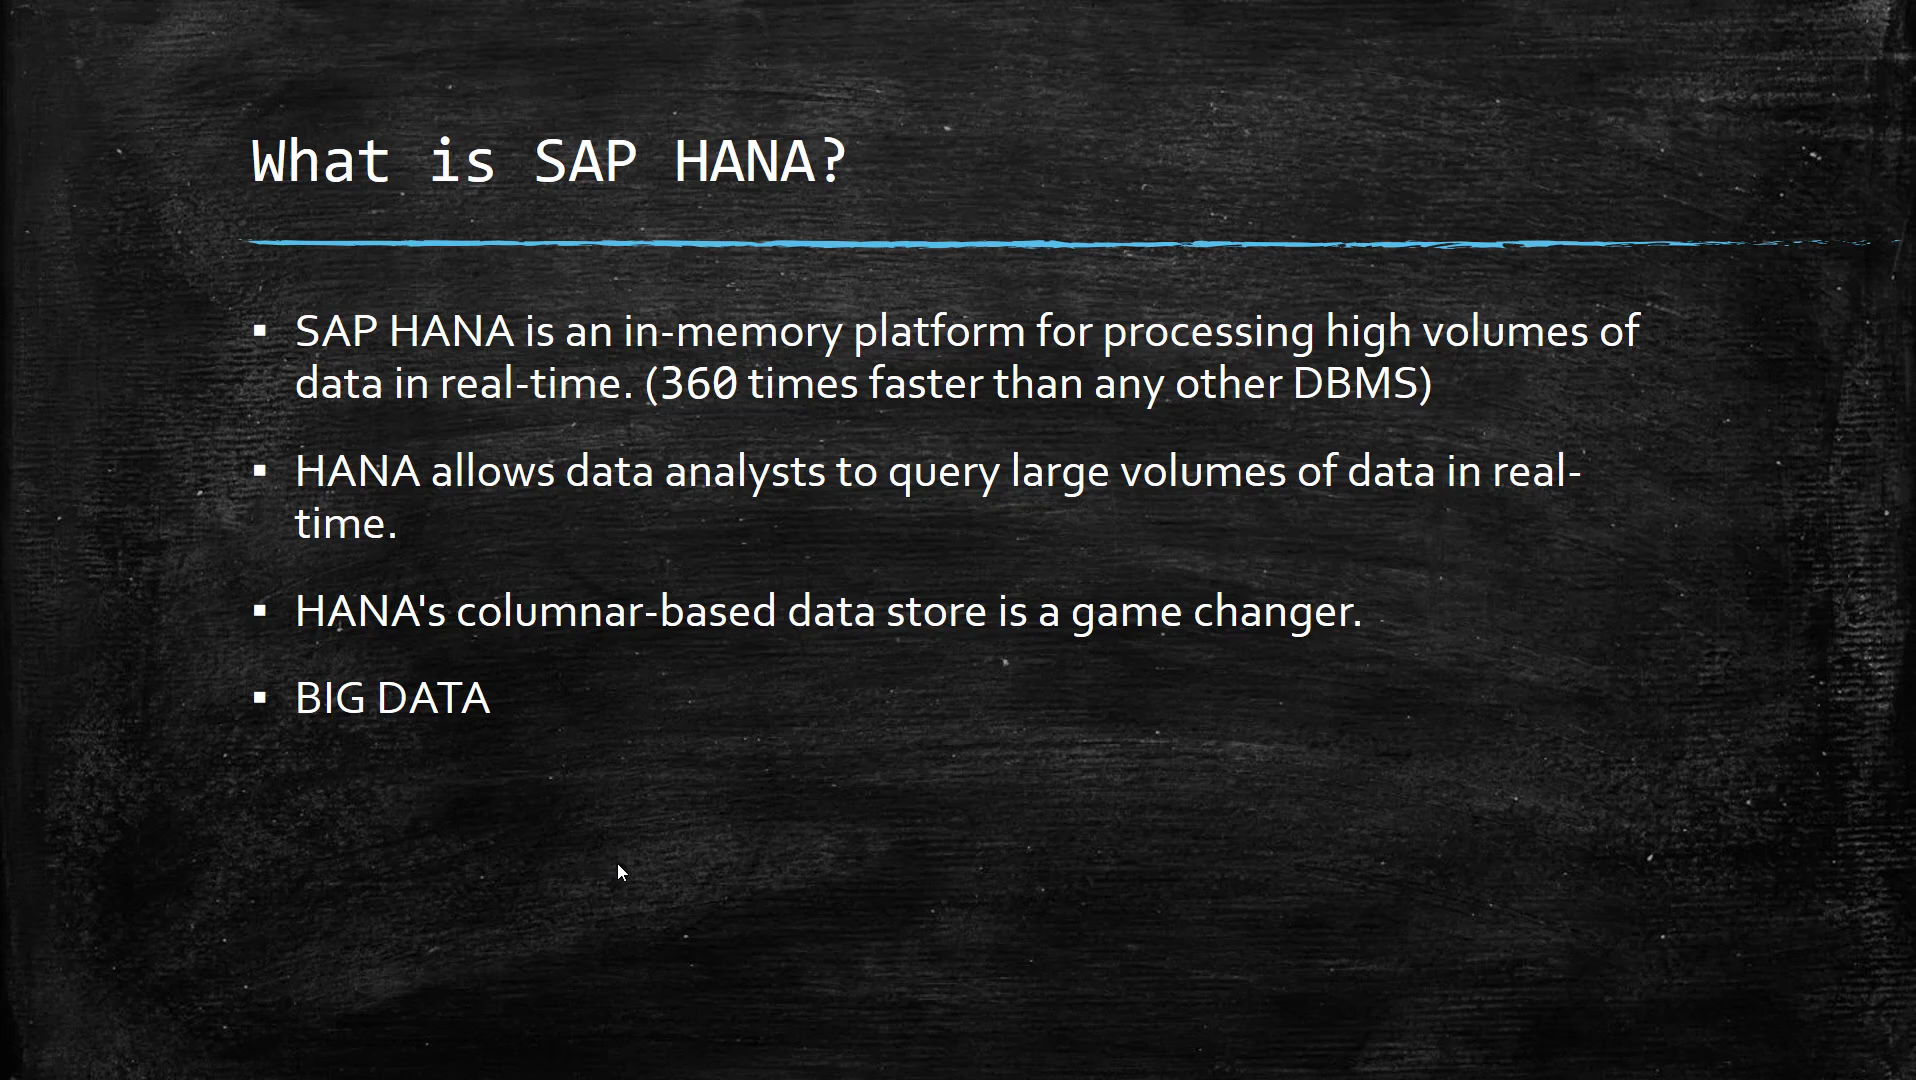 What is SAP HANA?
▪ SAP HANA is an in-memory platform for processing high volumes of
data in real-time. (360 times faster than any other DBMS)
▪ HANA allows data analysts to query large volumes of data in real-
time.
▪ HANA's columnar-based data store is a game changer.
▪ BIG DATA